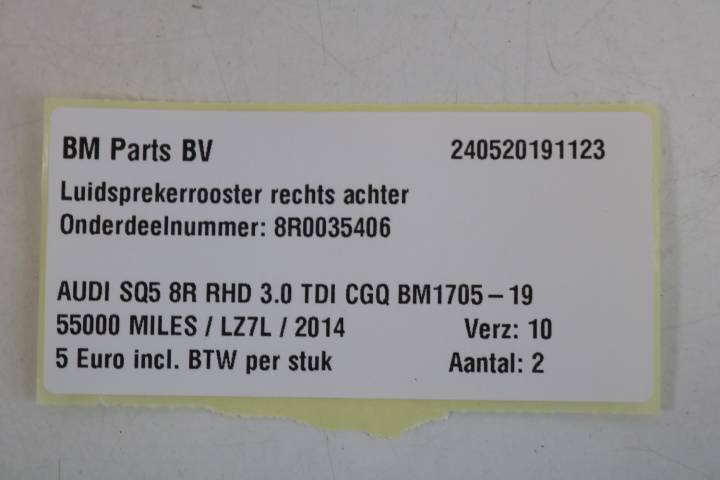 BM Parts BV 240520191123
Luidsprekerrooster rechts achter
Onderdeelnummer: 8R0035406
AUDI SQ5 8R RHD 3.0 TDI CGQ BM1705-19
55000 MILES / LZ7L / 2014 Verz: 10
5 Euro incl. BTW per stuk Aantal: 2